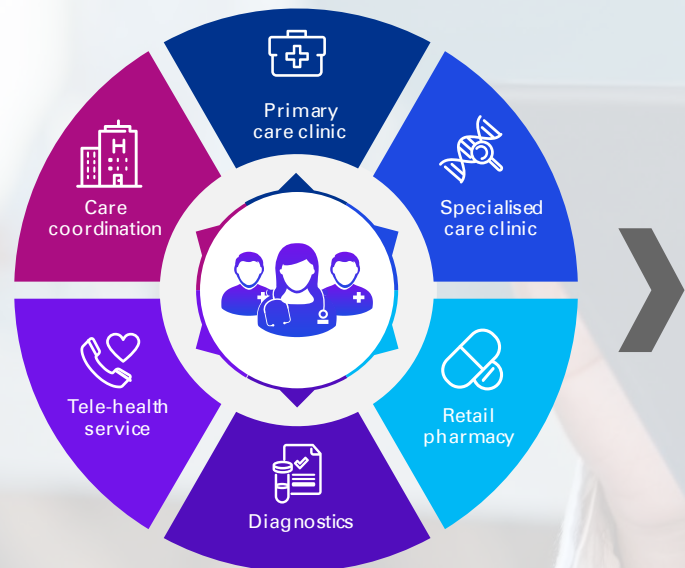 Primary
care clinic
Specialised
care clinic
Retail
pharmacy
Diagnostics
Tele-health
service
Care
coordination
H